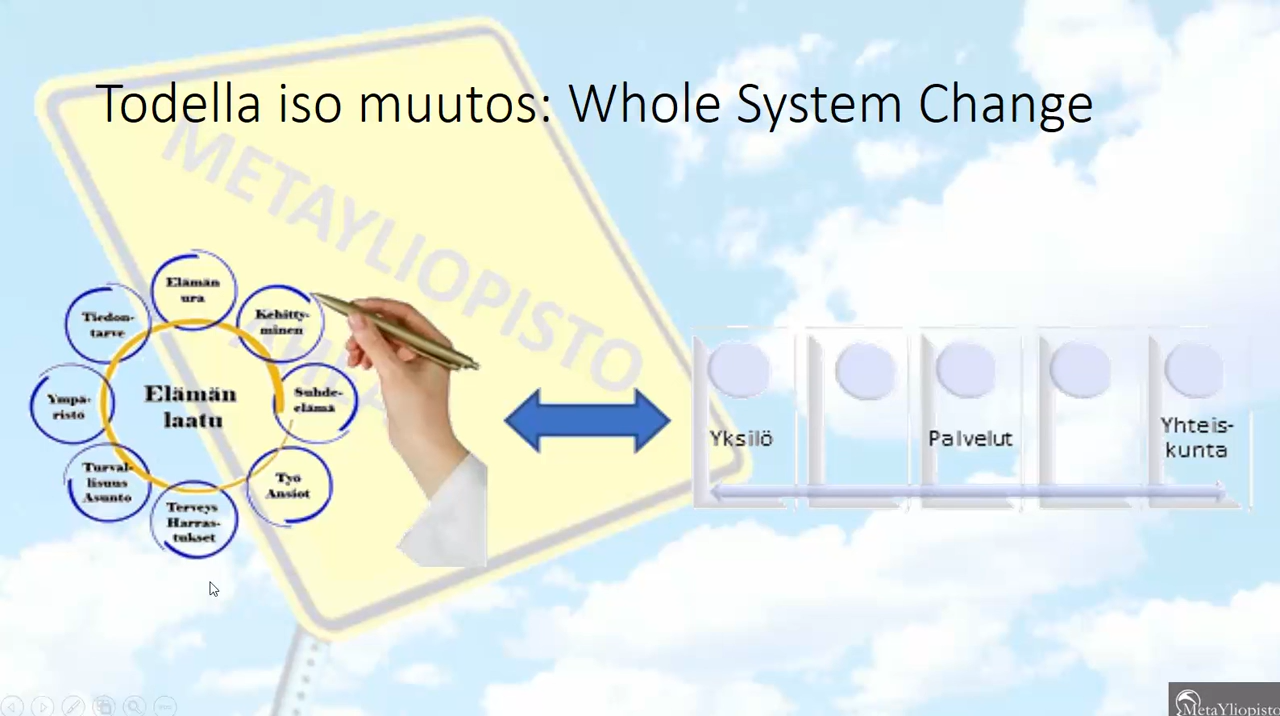 Todella iso muutos: Whole System Change
METAYLIOPISTO
Elämän
ura
Kehitty-
minen
Suhde-
elämä
Työ
Ansiot
Terveys
Harras-
tukset
Turval-
lisuus
Asunto
Ympä-
ristö
Tiedon-
tarve
Elämän
laatu
Yksilö
Palvelut
Yhteis-
kunta
MetaYliopisto